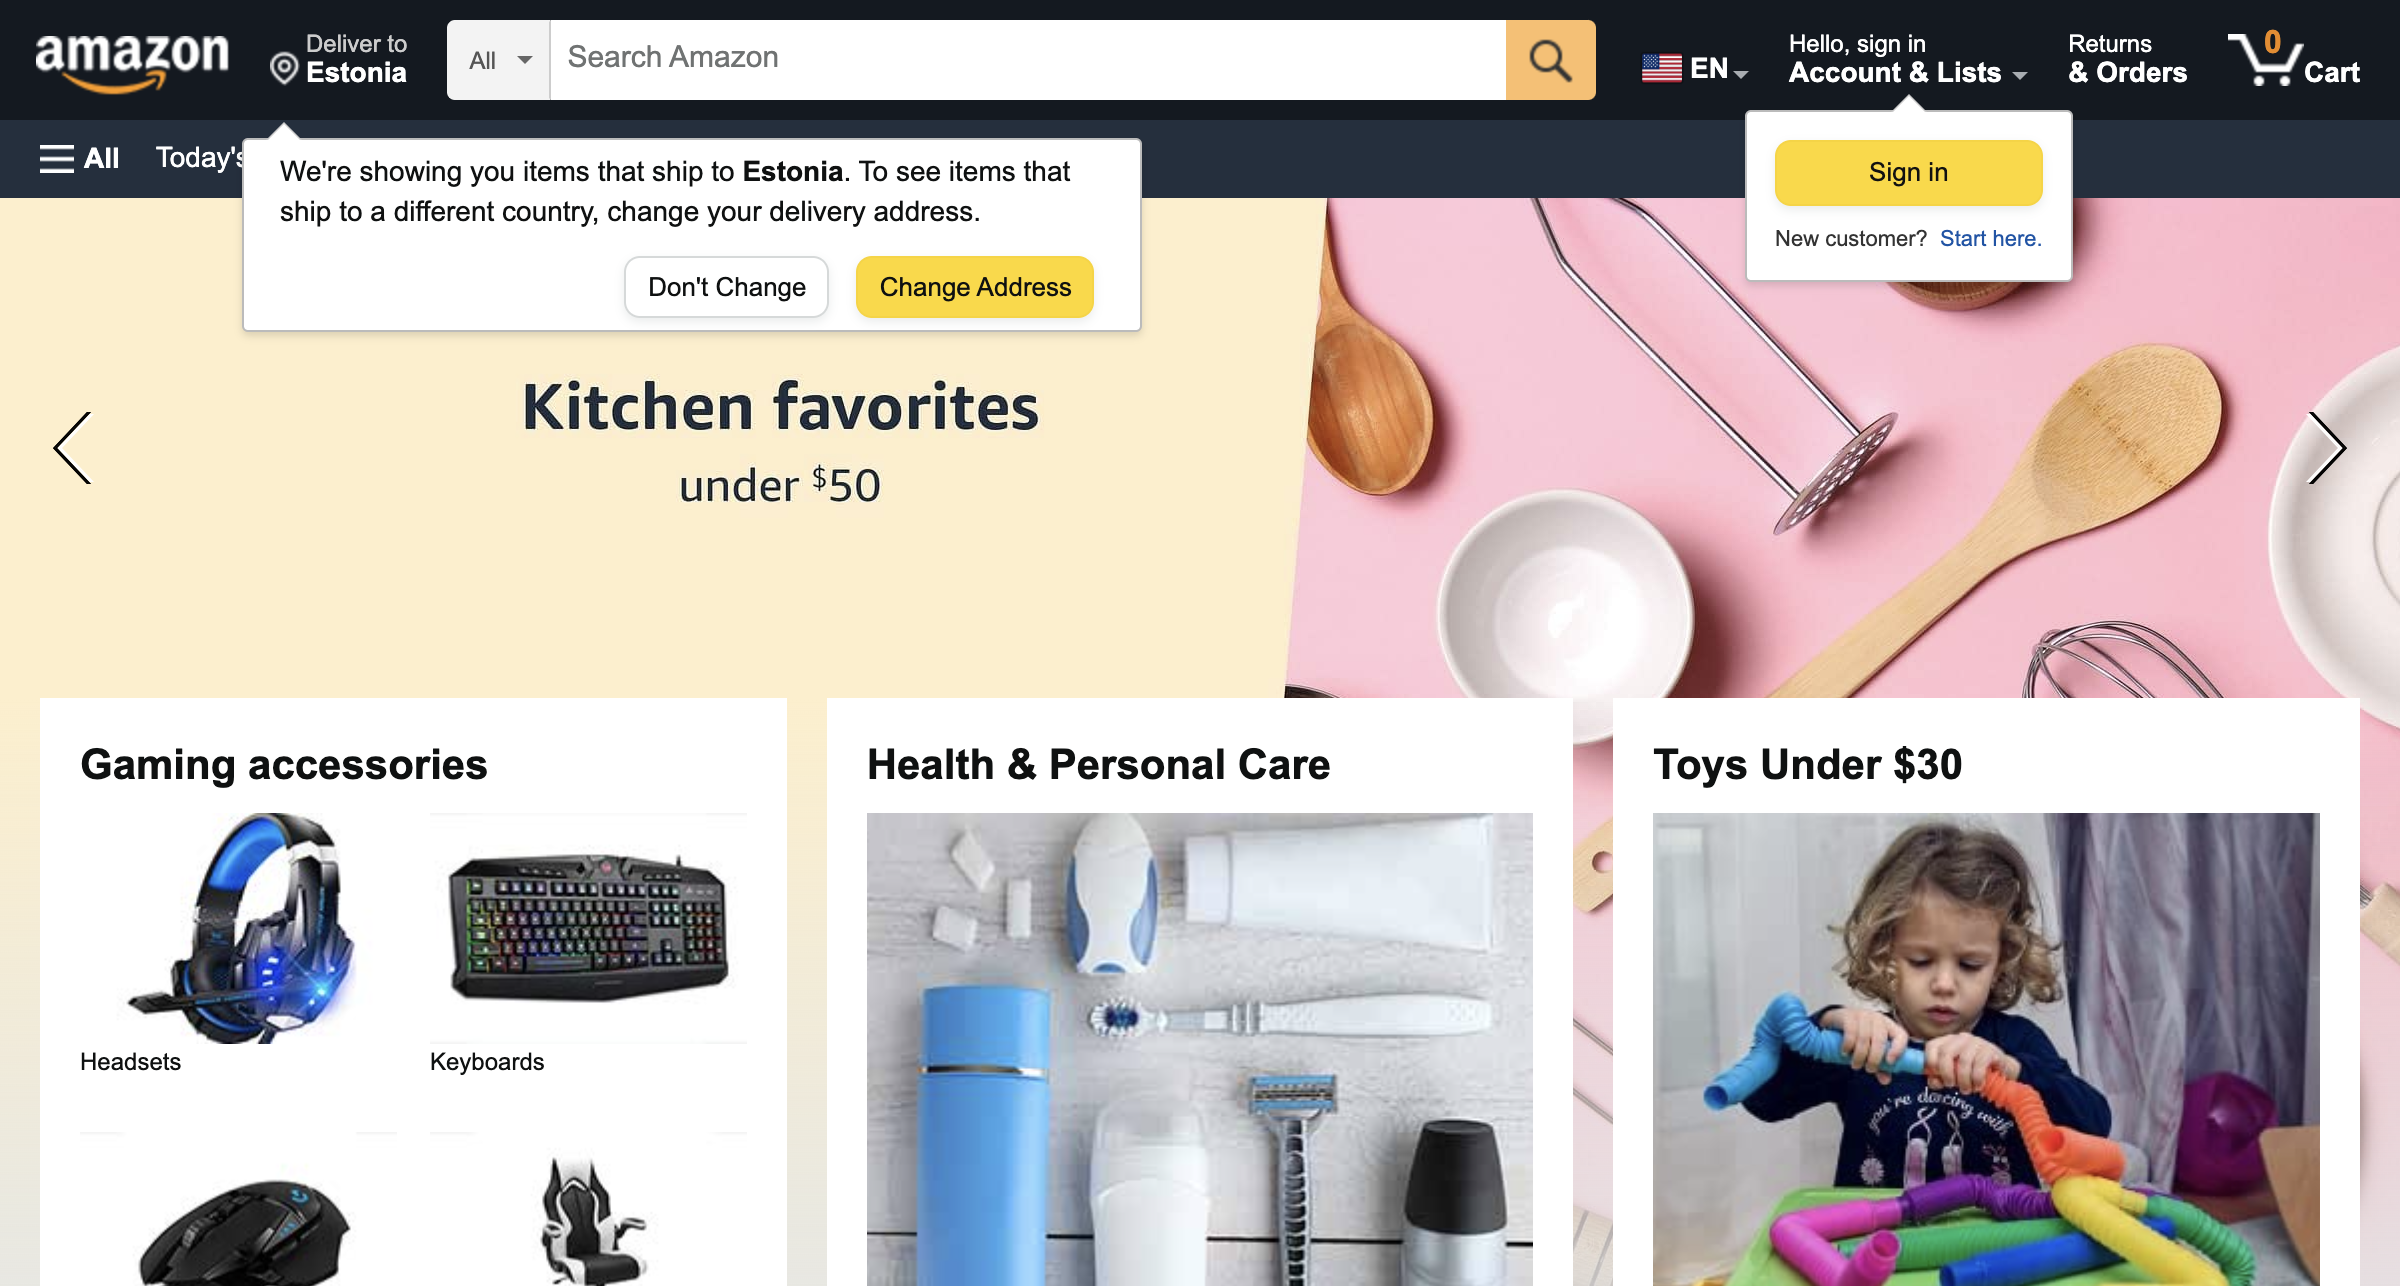 amazon
Deliver to
Estonia
All
Search Amazon
EN
Hello, sign in
Account & Lists
Returns
& Orders
0
Cart
All
Today's
We're showing you items that ship to Estonia. To see items that
ship to a different country, change your delivery address.
Don't Change
Change Address
Sign in
New customer? Start here.
Kitchen favorites
under $50
Gaming accessories
Headsets
Keyboards
Health & Personal Care
Toys Under $30
you're dancing with